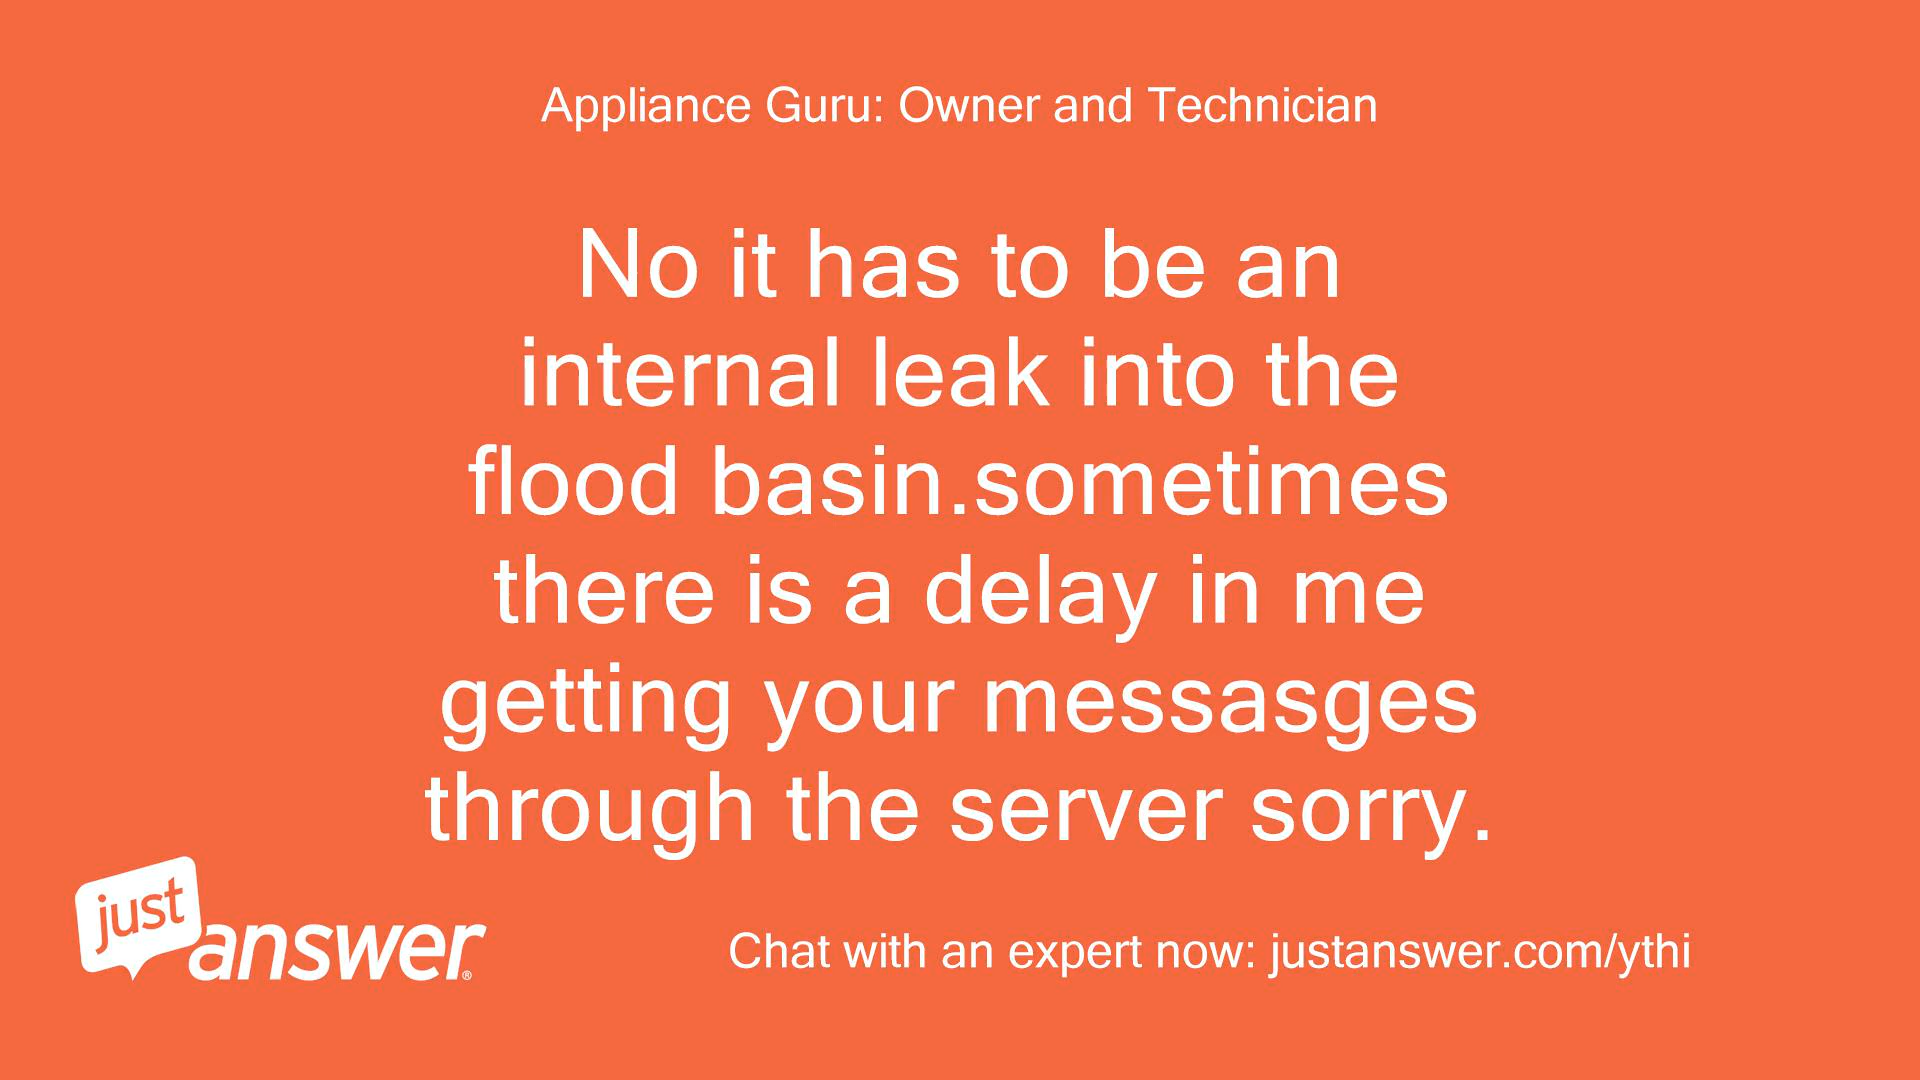 Appliance Guru: Owner and Technician
No it has to be an
internal leak into the
flood basin.sometimes
there is a delay in me
getting your messasges
through the server sorry.
just
answer®
Chat with an expert now: justanswer.com/ythi